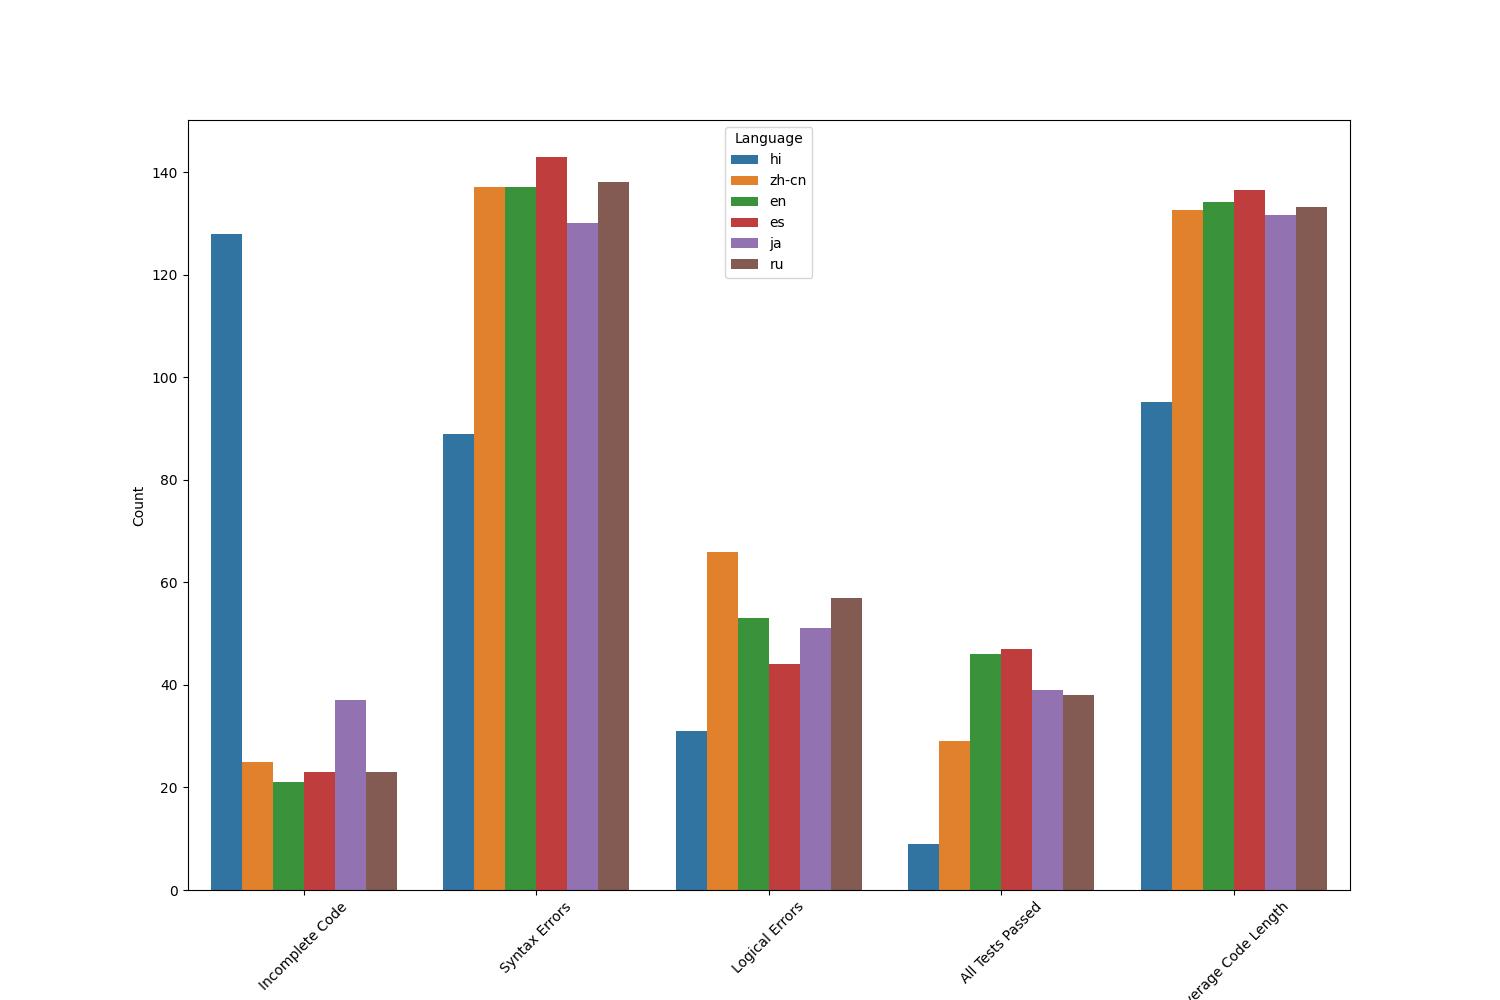 Language
hi
zh-cn
en
es
ja
ru
140
120
100
80
60
40
20
0
Count
Incomplete Code
Syntax Errors
Logical Errors
All Tests Passed
Code Length